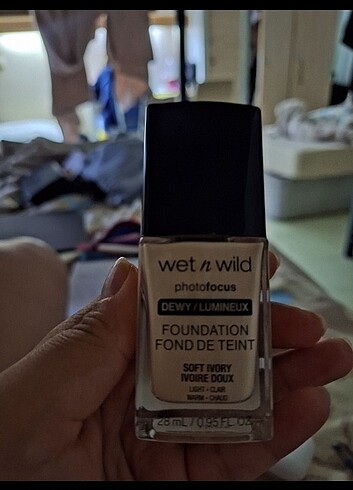 wet n wild
photofocus
DEWY / LUMINEUX
FOUNDATION
FOND DE TEINT
SOFT IVORY
IVOIRE DOUX
LIGHT - CLAIR
WARM - CHAUD
28 mL / 0.95 FL. OZ.